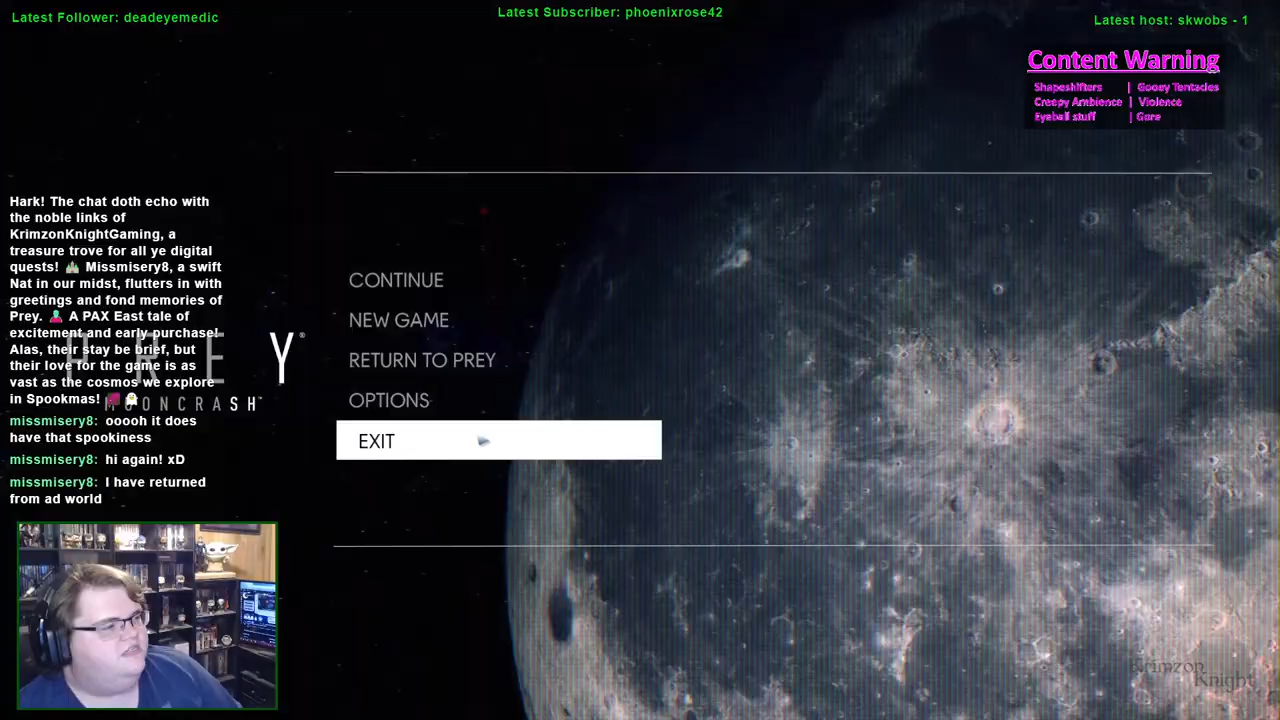 Latest Follower: deadeyemedic
Latest Subscriber: phoenixrose42
Latest host: skwobs - 1
Content Warning
Shapeshifters | Gooey Tentacles
Creepy Ambience | Violence
Eyeball stuff | Gore
Hark! The chat doth echo with
the noble links of
KrimzonKnightGaming, a
treasure trove for all ye digital
quests! 🏰 Missmisery8, a swift
Nat in our midst, flutters in with
greetings and fond memories of
Prey. A PAX East tale of
excitement and early purchase!
Alas, their stay be brief, but
their love for the game is as
vast as the cosmos we explore
in Spookmas! 👻
missmisery8: ooooh it does
have that spookiness
missmisery8: hi again! xD
missmisery8: I have returned
from ad world
PREY®
MOONCRASH™
CONTINUE
NEW GAME
RETURN TO PREY
OPTIONS
EXIT
Krimzon
Knight